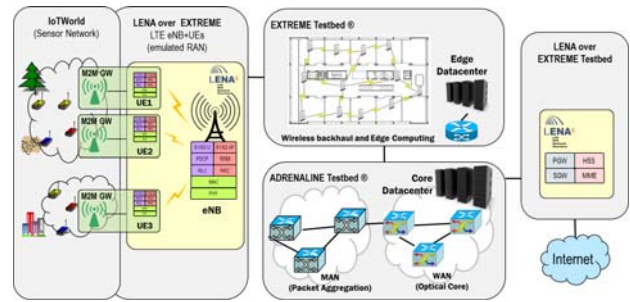 IoTWorld
(Sensor Network)
LENA over EXTREME
LTE eNB+UEs
(emulated RAN)
M2M GW
UE1
M2M GW
UE2
M2M GW
UE3
LENA
PDCP
RRM
RLC
RRC
MAC
PHY
eNB
EXTREME Testbed ®
Edge
Datacenter
Wireless backhaul and Edge Computing
ADRENALINE Testbed ®
Core
Datacenter
MAN
(Packet Aggregation)
WAN
(Optical Core)
LENA over
EXTREME Testbed
LENA
PGW
HSS
SGW
MME
Internet